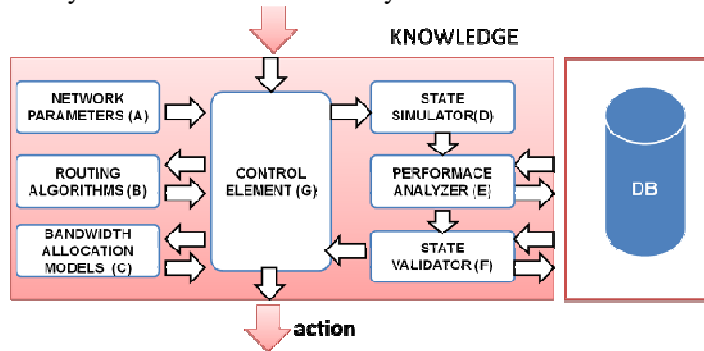 KNOWLEDGE
NETWORK
PARAMETERS (A)
STATE
SIMULATOR(D)
ROUTING
ALGORITHMS (B)
CONTROL
ELEMENT (G)
PERFORMACE
ANALYZER (E)
DB
BANDWIDTH
ALLOCATION
MODELS (C)
STATE
VALIDATOR (F)
action